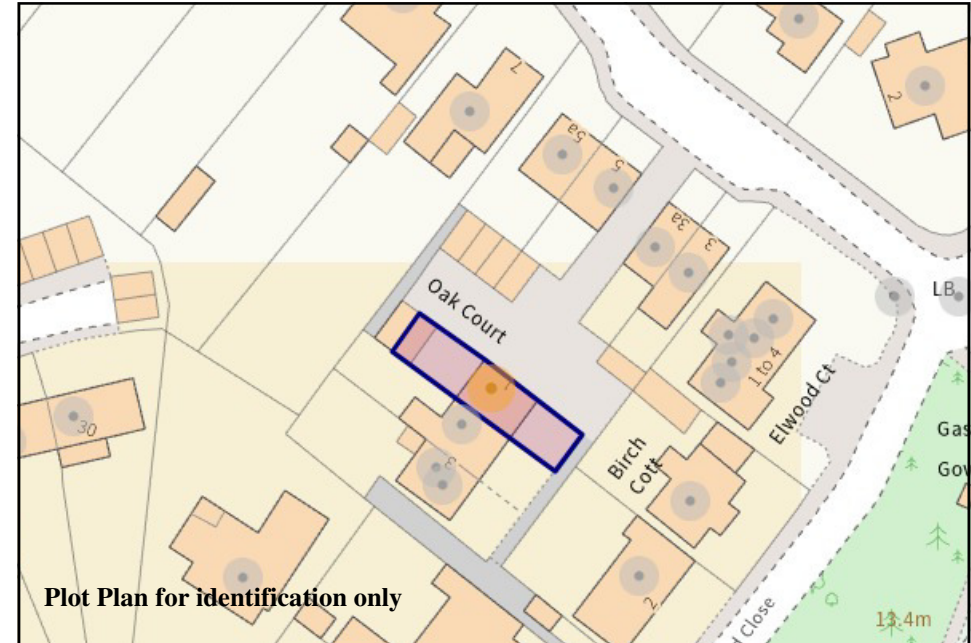 2
7
5a
5
3a
3
Oak Court
LB
1 to 4
1
Elwood Ct
30
3
Birch
Cott
Gas
Gov
2
Plot Plan for identification only
d Close
13.4m